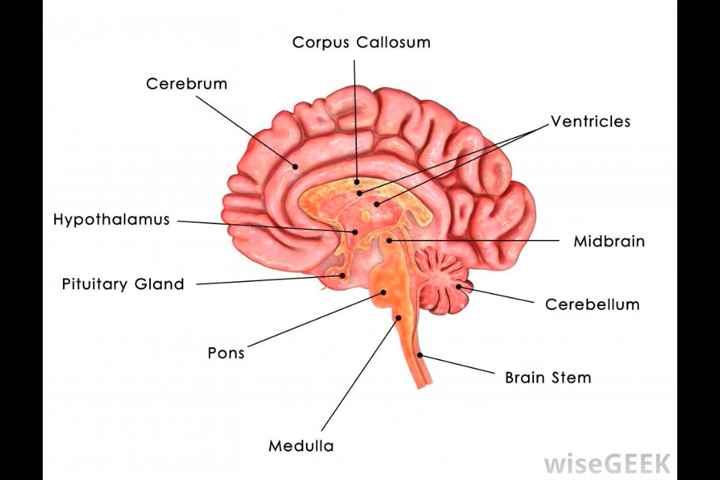 Corpus Callosum
Cerebrum
Ventricles
Hypothalamus
Midbrain
Pituitary Gland
Cerebellum
Pons
Brain Stem
Medulla
wiseGEEK